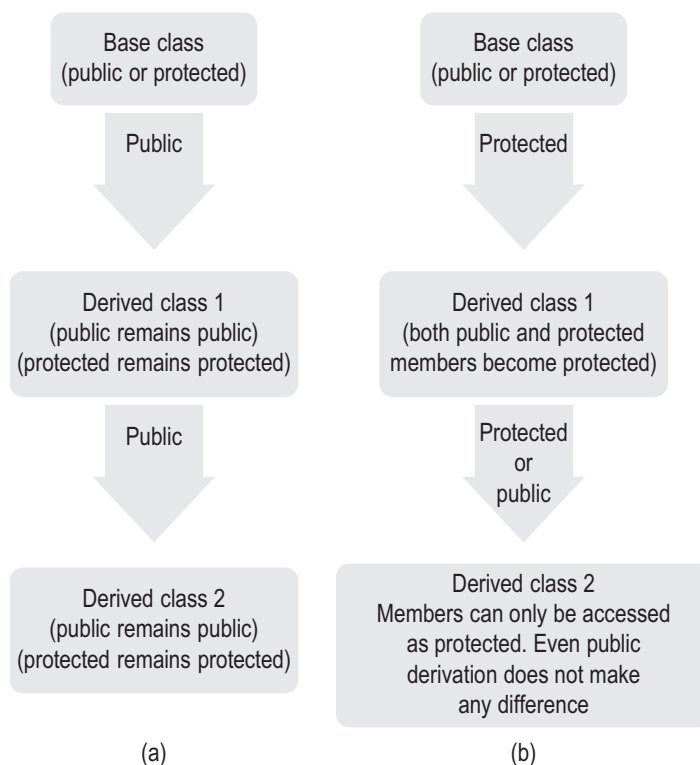 Base class
(public or protected)
Public
Derived class 1
(public remains public)
(protected remains protected)
Public
Derived class 2
(public remains public)
(protected remains protected)
(a)
Base class
(public or protected)
Protected
Derived class 1
(both public and protected
members become protected)
Protected
or
public
Derived class 2
Members can only be accessed
as protected. Even public
derivation does not make
any difference
(b)